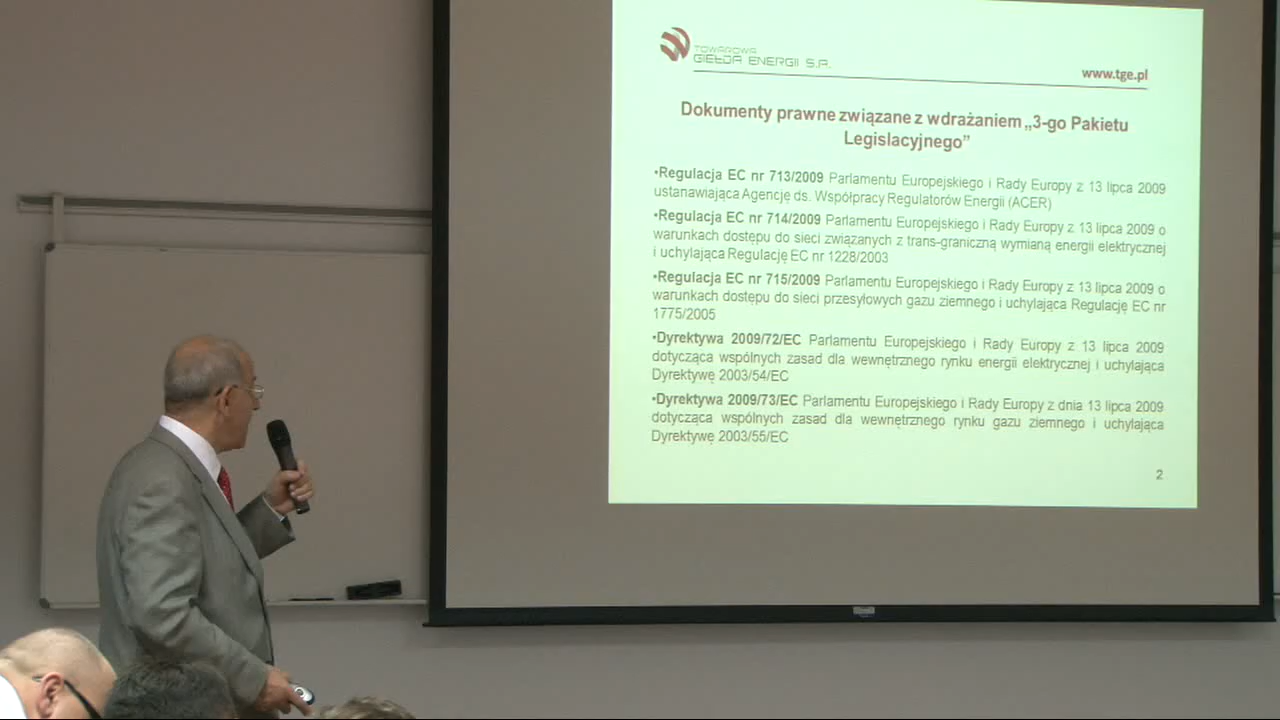 TOWAROWA
GIEŁDA ENERGII S.A.
www.tge.pl
Dokumenty prawne związane z wdrażaniem „3-go Pakietu
Legislacyjnego”
•Regulacja EC nr 713/2009 Parlamentu Europejskiego i Rady Europy z 13 lipca 2009
ustanawiająca Agencję ds. Współpracy Regulatorów Energii (ACER)
•Regulacja EC nr 714/2009 Parlamentu Europejskiego i Rady Europy z 13 lipca 2009 o
warunkach dostępu do sieci związanych z trans-graniczną wymianą energii elektrycznej
i uchylająca Regulację EC nr 1228/2003
•Regulacja EC nr 715/2009 Parlamentu Europejskiego i Rady Europy z 13 lipca 2009 o
warunkach dostępu do sieci przesyłowych gazu ziemnego i uchylająca Regulację EC nr
1775/2005
•Dyrektywa 2009/72/EC Parlamentu Europejskiego i Rady Europy z 13 lipca 2009
dotycząca wspólnych zasad dla wewnętrznego rynku energii elektrycznej i uchylająca
Dyrektywę 2003/54/EC
•Dyrektywa 2009/73/EC Parlamentu Europejskiego i Rady Europy z dnia 13 lipca 2009
dotycząca wspólnych zasad dla wewnętrznego rynku gazu ziemnego i uchylająca
Dyrektywę 2003/55/EC
2